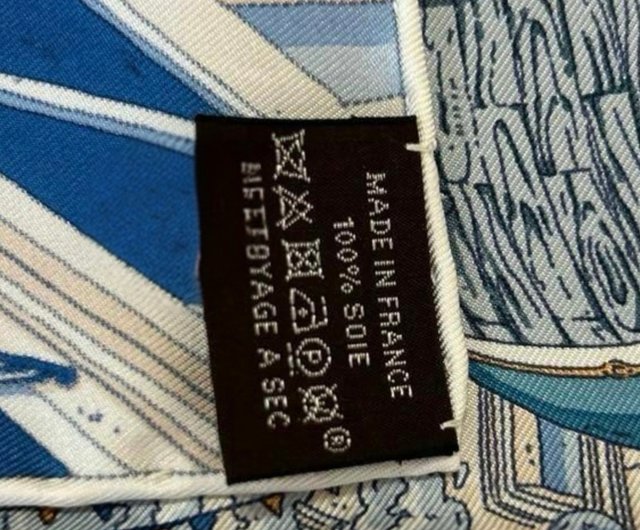 MADE IN FRANCE
100% SOIE
Ⓟ
®
A SEC